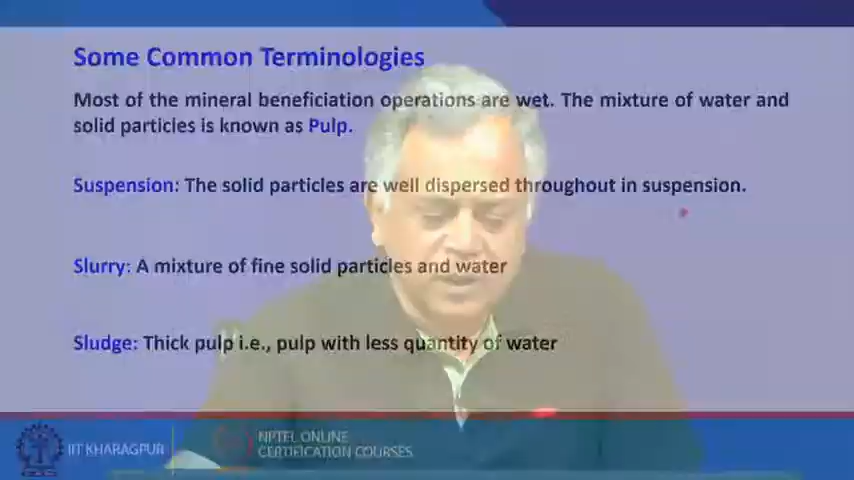 Some Common Terminologies
Most of the mineral beneficiation operations are wet. The mixture of water and
solid particles is known as Pulp.
Suspension: The solid particles are well dispersed throughout in suspension.
Slurry: A mixture of fine solid particles and water
Sludge: Thick pulp i.e., pulp with less quantity of water
IIT KHARAGPUR
NPTEL ONLINE
CERTIFICATION COURSES